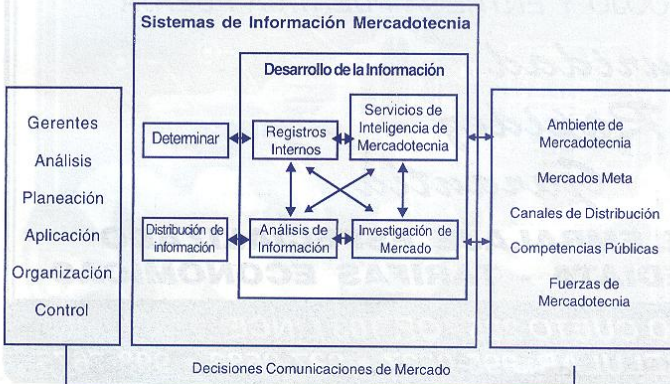 Sistemas de Información Mercadotecnia
Desarrollo de la Información
Gerentes
Análisis
Planeación
Aplicación
Organización
Control
Determinar
Registros
Internos
Servicios de
Inteligencia de
Mercadotecnia
Distribución de
información
Análisis de
Información
Investigación de
Mercado
Ambiente de
Mercadotecnia
Mercados Meta
Canales de Distribución
Competencias Públicas
Fuerzas de
Mercadotecnia
Decisiones Comunicaciones de Mercado